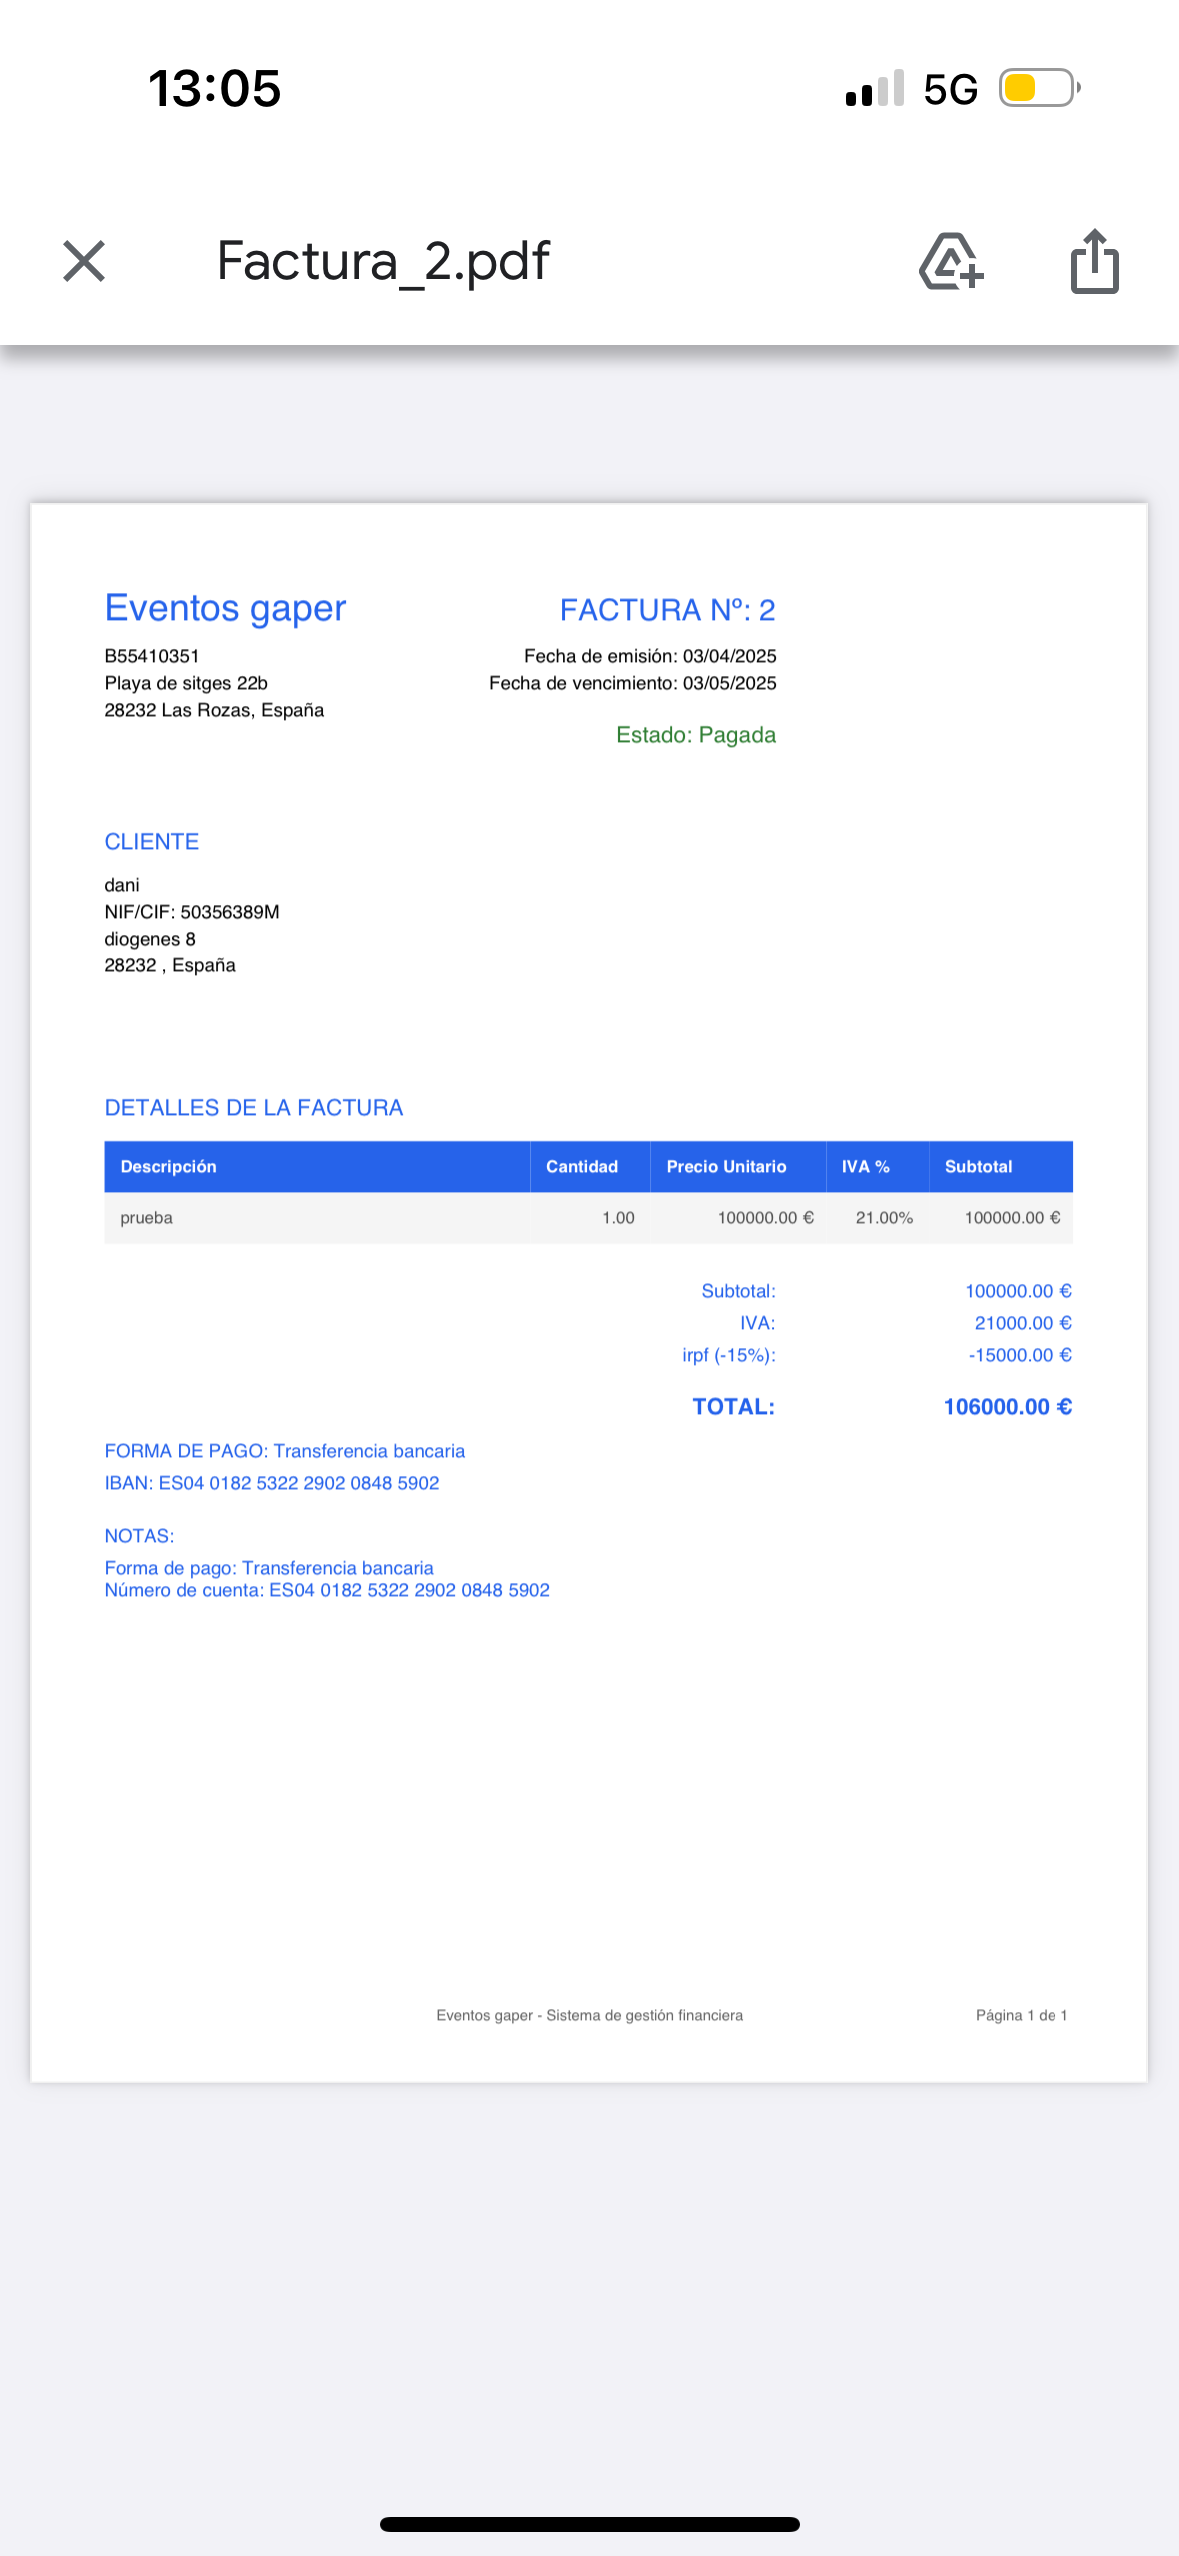 13:05
5G
Factura_2.pdf
Eventos gaper
FACTURA Nº: 2
B55410351
Fecha de emisión: 03/04/2025
Playa de sitges 22b
Fecha de vencimiento: 03/05/2025
28232 Las Rozas, España
Estado: Pagada
CLIENTE
dani
NIF/CIF: 50356389M
diogenes 8
28232 , España
DETALLES DE LA FACTURA
Descripción Cantidad Precio Unitario IVA % Subtotal
prueba 1.00 100000.00 € 21.00% 100000.00 €
Subtotal: 100000.00 €
IVA: 21000.00 €
irpf (-15%): -15000.00 €
TOTAL: 106000.00 €
FORMA DE PAGO: Transferencia bancaria
IBAN: ES04 0182 5322 2902 0848 5902
NOTAS:
Forma de pago: Transferencia bancaria
Número de cuenta: ES04 0182 5322 2902 0848 5902
Eventos gaper - Sistema de gestión financiera
Página 1 de 1